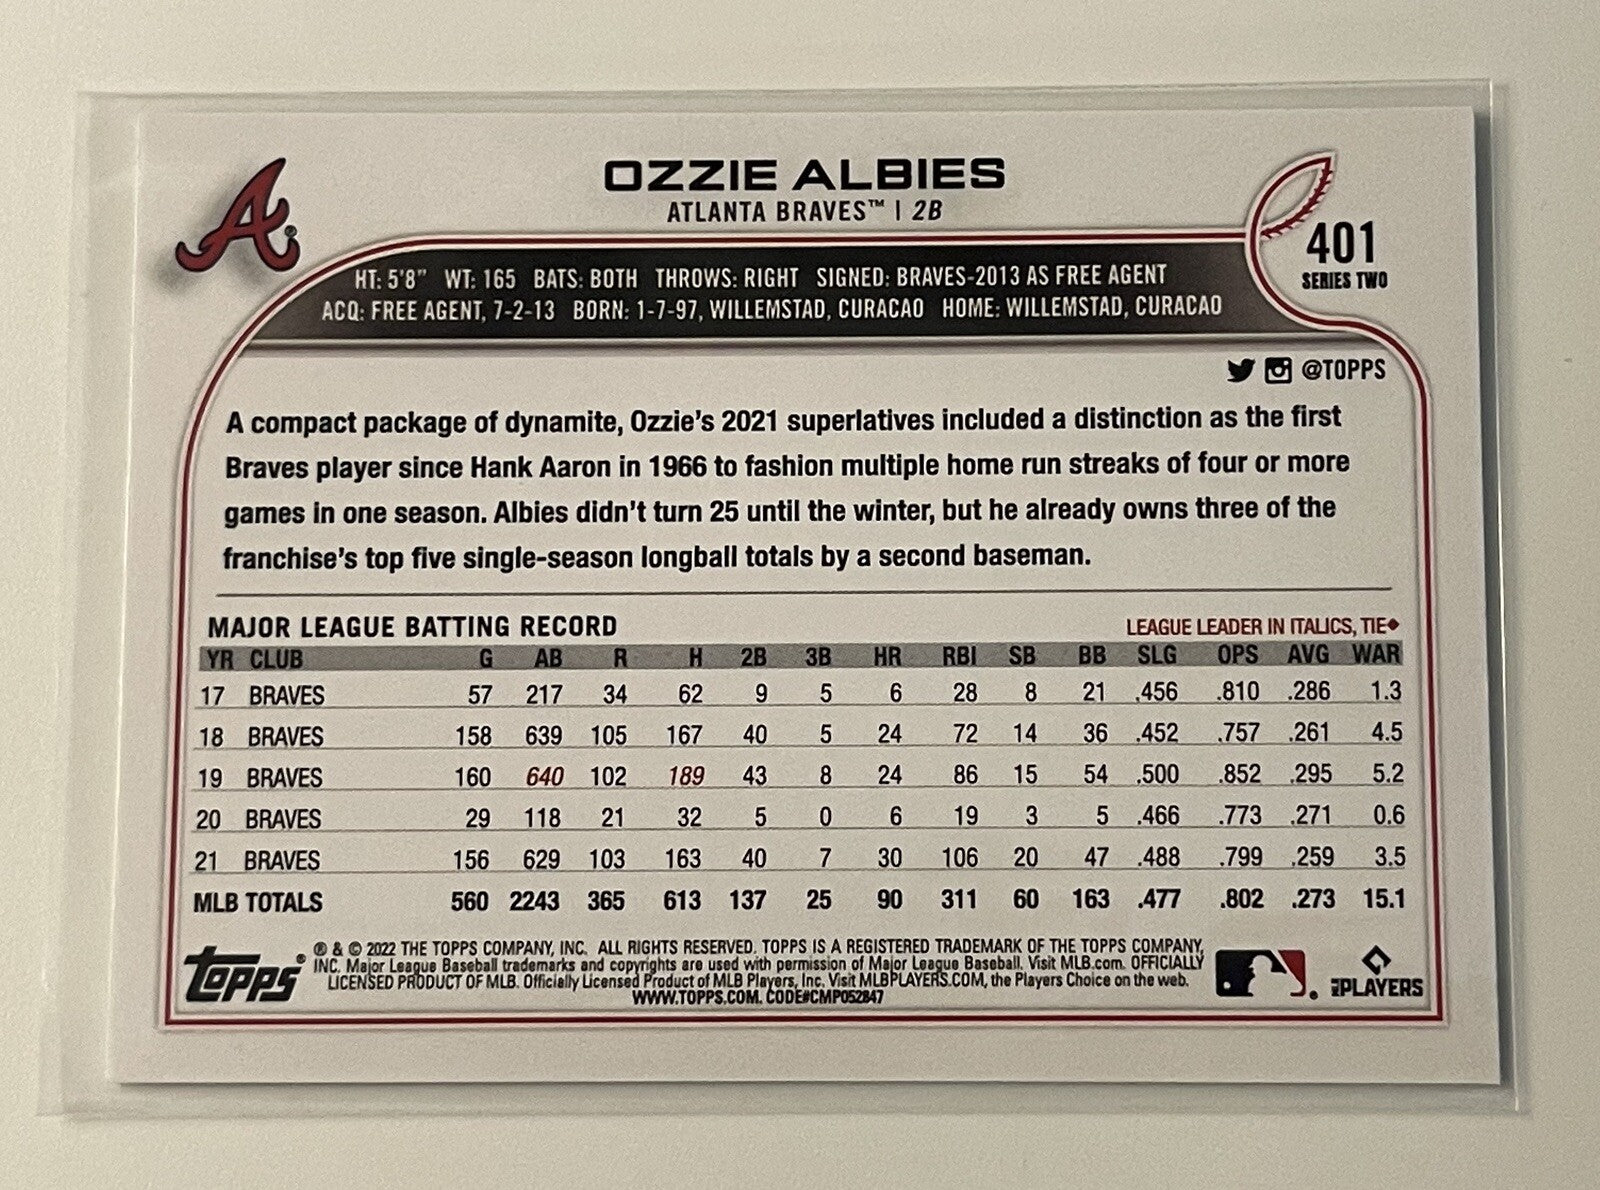 OZZIE ALBIES
ATLANTA BRAVES™ | 2B
A®
401
SERIES TWO
HT: 5'8" WT: 165 BATS: BOTH THROWS: RIGHT SIGNED: BRAVES-2013 AS FREE AGENT
ACQ: FREE AGENT, 7-2-13 BORN: 1-7-97, WILLEMSTAD, CURACAO HOME: WILLEMSTAD, CURACAO
@TOPPS
A compact package of dynamite, Ozzie's 2021 superlatives included a distinction as the first
Braves player since Hank Aaron in 1966 to fashion multiple home run streaks of four or more
games in one season. Albies didn't turn 25 until the winter, but he already owns three of the
franchise's top five single-season longball totals by a second baseman.
MAJOR LEAGUE BATTING RECORD LEAGUE LEADER IN ITALICS, TIE◆
YR CLUB G AB R H 2B 3B HR RBI SB BB SLG OPS AVG WAR
17 BRAVES 57 217 34 62 9 5 6 28 8 21 .456 .810 .286 1.3
18 BRAVES 158 639 105 167 40 5 24 72 14 36 .452 .757 .261 4.5
19 BRAVES 160 640 102 189 43 8 24 86 15 54 .500 .852 .295 5.2
20 BRAVES 29 118 21 32 5 0 6 19 3 5 .466 .773 .271 0.6
21 BRAVES 156 629 103 163 40 7 30 106 20 47 .488 .799 .259 3.5
MLB TOTALS 560 2243 365 613 137 25 90 311 60 163 .477 .802 .273 15.1
topps®
® & © 2022 THE TOPPS COMPANY, INC. ALL RIGHTS RESERVED. TOPPS IS A REGISTERED TRADEMARK OF THE TOPPS COMPANY,
INC. Major League Baseball trademarks and copyrights are used with permission of Major League Baseball. Visit MLB.com. OFFICIALLY
LICENSED PRODUCT OF MLB. Officially Licensed Product of MLB Players, Inc. Visit MLBPLAYERS.COM, the Players Choice on the web.
WWW.TOPPS.COM. CODE#CMP052847
MLB PLAYERS